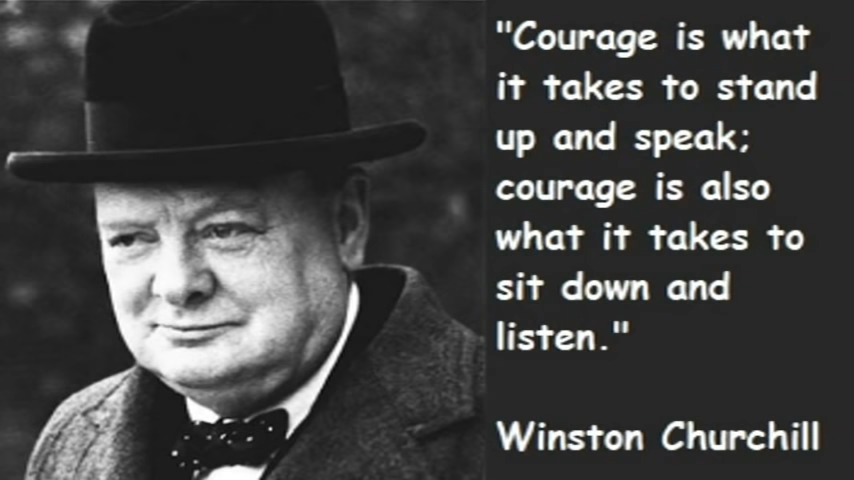 "Courage is what
it takes to stand
up and speak;
courage is also
what it takes to
sit down and
listen."
Winston Churchill